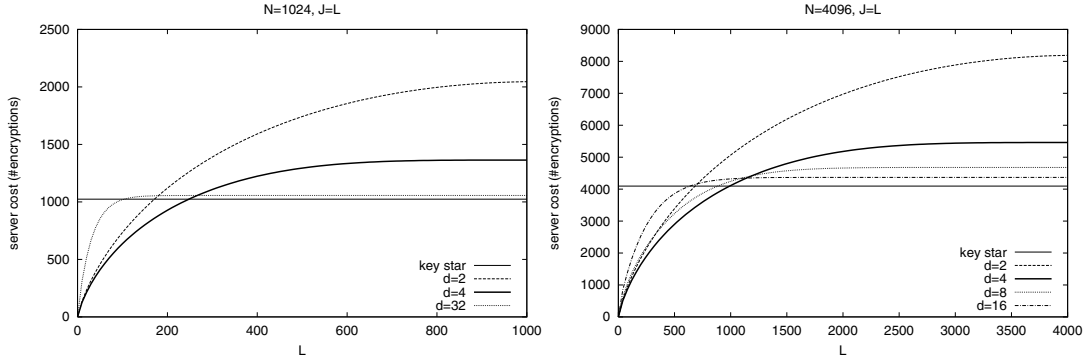 N=1024, J=L
server cost (#encryptions)
2500
2000
1500
1000
500
0
key star
d=2
d=4
d=32
0 200 400 600 800 1000
L
N=4096, J=L
server cost (#encryptions)
9000
8000
7000
6000
5000
4000
3000
2000
1000
0
key star
d=2
d=4
d=8
d=16
0 500 1000 1500 2000 2500 3000 3500 4000
L